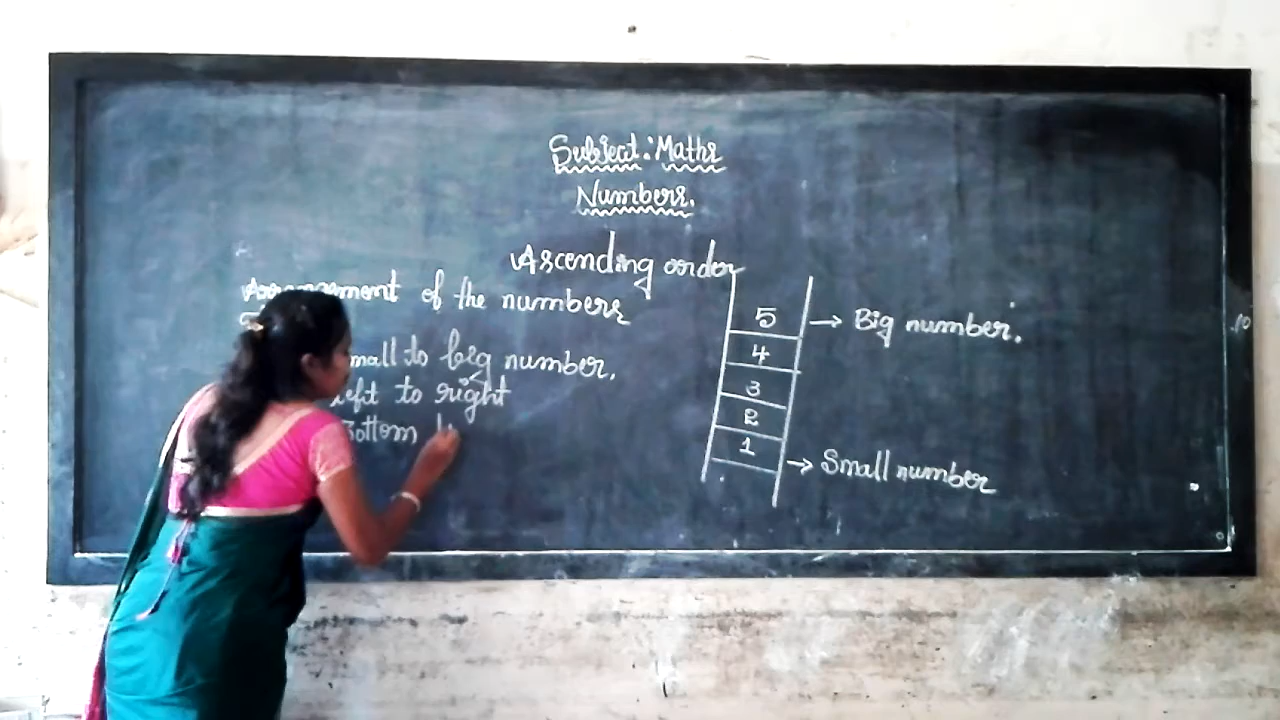 Subject: Maths
Numbers.
Ascending order
Arrangement of the numbers
small to big number.
left to right
Bottom
5 → Big number.
4
3
2
1 → Small number
10